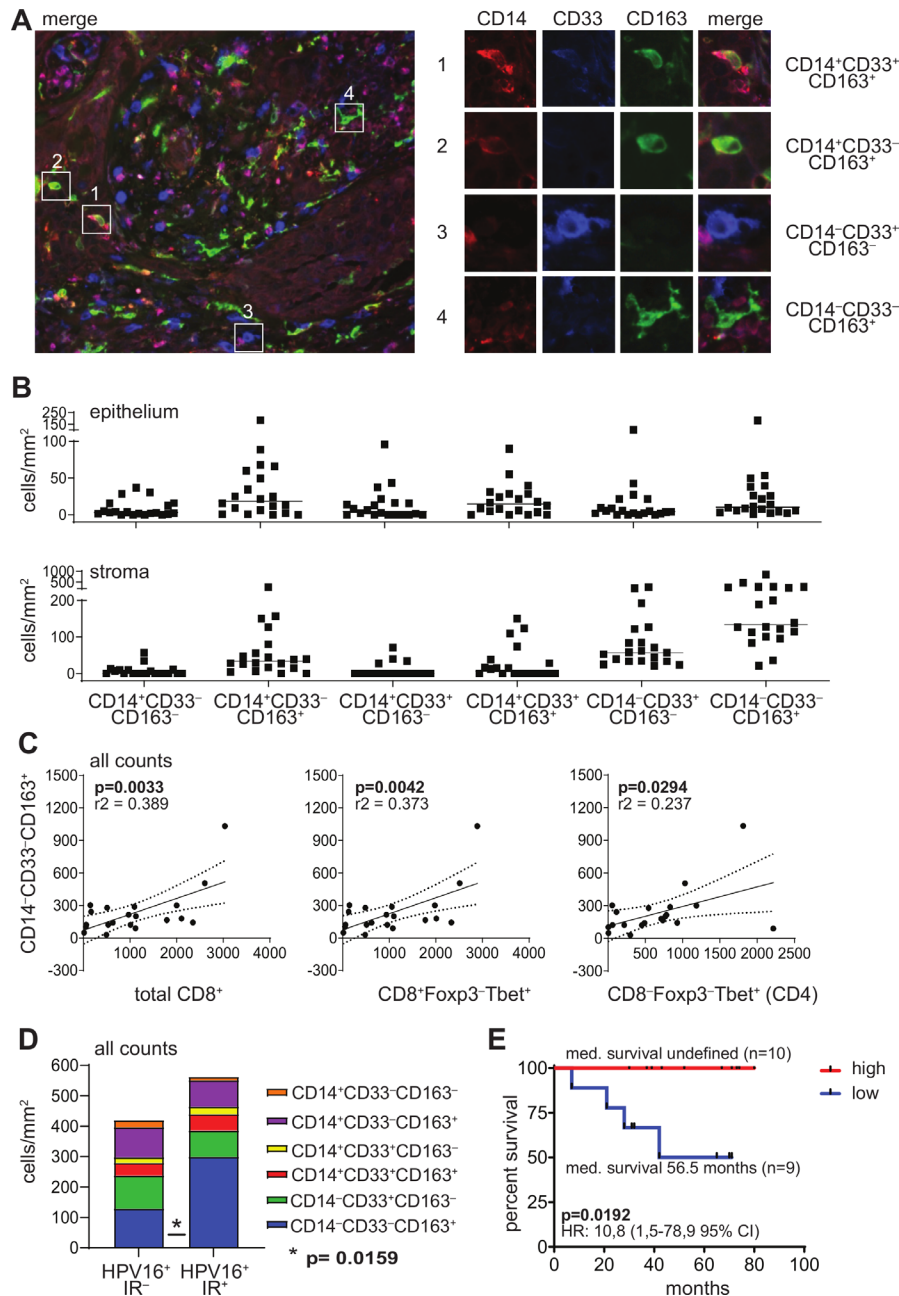 A
merge
CD14 CD33 CD163 merge
1
CD14⁺CD33⁺
CD163⁺
4
2
2
CD14⁺CD33⁻
CD163⁺
1
3
CD14⁻CD33⁺
CD163⁻
3
4
CD14⁻CD33⁻
CD163⁺
B
epithelium
cells/mm²
250
150
100
50
0
stroma
cells/mm²
1000
500
200
100
0
CD14⁺CD33⁻ CD14⁺CD33⁻ CD14⁺CD33⁺ CD14⁺CD33⁺ CD14⁻CD33⁺ CD14⁻CD33⁻
CD163⁻ CD163⁺ CD163⁻ CD163⁺ CD163⁻ CD163⁺
C
all counts
CD14⁻CD33⁻CD163⁺
1500
1200
900
600
300
0
-300
p=0.0033
r2 = 0.389
0 1000 2000 3000 4000
total CD8⁺
1500
1200
900
600
300
0
-300
p=0.0042
r2 = 0.373
0 1000 2000 3000 4000
CD8⁺Foxp3⁻Tbet⁺
1500
1200
900
600
300
0
-300
p=0.0294
r2 = 0.237
0 500 1000 1500 2000 2500
CD8⁻Foxp3⁻Tbet⁺ (CD4)
D
all counts
cells/mm²
600
500
400
300
200
100
0
*
HPV16⁺ HPV16⁺
IR⁻ IR⁺
CD14⁺CD33⁻CD163⁻
CD14⁺CD33⁻CD163⁺
CD14⁺CD33⁺CD163⁻
CD14⁺CD33⁺CD163⁺
CD14⁻CD33⁺CD163⁻
CD14⁻CD33⁻CD163⁺
* p= 0.0159
E
percent survival
100
75
50
25
0
med. survival undefined (n=10)
high
low
med. survival 56.5 months (n=9)
p=0.0192
HR: 10,8 (1,5-78,9 95% CI)
0 20 40 60 80 100
months